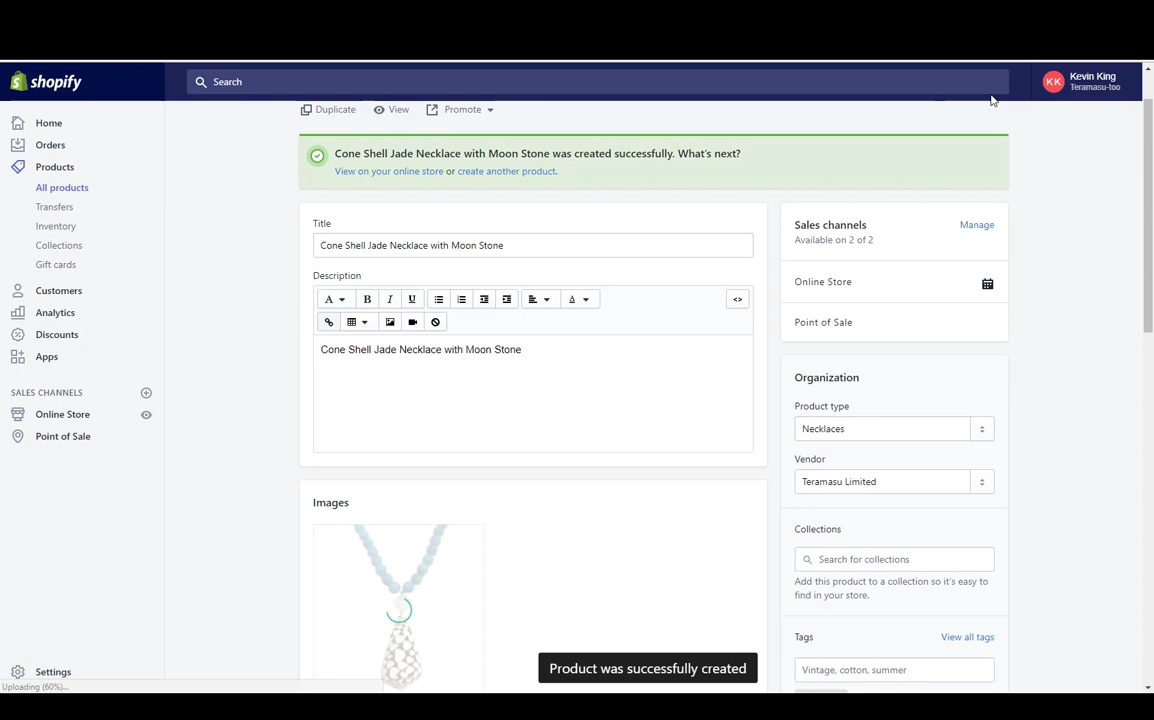 shopify
Search
KK
Kevin King
Teramasu-too
Home
Orders
Products
All products
Transfers
Inventory
Collections
Gift cards
Customers
Analytics
Discounts
Apps
SALES CHANNELS
Online Store
Point of Sale
Settings
Uploading (60%)...
Duplicate View Promote
Cone Shell Jade Necklace with Moon Stone was created successfully. What's next?
View on your online store or create another product.
Title
Cone Shell Jade Necklace with Moon Stone
Description
A B I U A <>
Cone Shell Jade Necklace with Moon Stone
Images
Product was successfully created
Sales channels Manage
Available on 2 of 2
Online Store
Point of Sale
Organization
Product type
Necklaces
Vendor
Teramasu Limited
Collections
Search for collections
Add this product to a collection so it's easy to
find in your store.
Tags View all tags
Vintage, cotton, summer